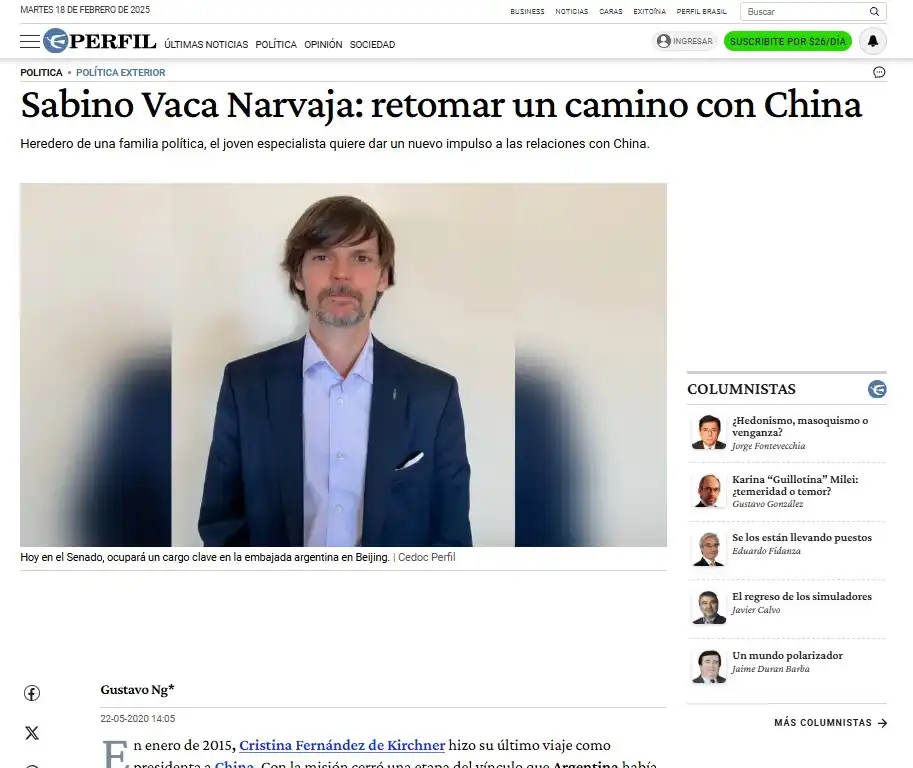 MARTES 18 DE FEBRERO DE 2025
BUSINESS NOTICIAS CARAS EXITOÍNA PERFIL BRASIL
Buscar
PERFIL
ÚLTIMAS NOTICIAS POLÍTICA OPINIÓN SOCIEDAD
INGRESAR
SUSCRIBITE POR $26/DÍA
POLITICA • POLÍTICA EXTERIOR
Sabino Vaca Narvaja: retomar un camino con China
Heredero de una familia política, el joven especialista quiere dar un nuevo impulso a las relaciones con China.
Hoy en el Senado, ocupará un cargo clave en la embajada argentina en Beijing. | Cedoc Perfil
COLUMNISTAS
¿Hedonismo, masoquismo o
venganza?
Jorge Fontevecchia
Karina “Guillotina” Milei:
¿temeridad o temor?
Gustavo González
Se los están llevando puestos
Eduardo Fidanza
El regreso de los simuladores
Javier Calvo
Un mundo polarizador
Jaime Duran Barba
MÁS COLUMNISTAS
Gustavo Ng*
22-05-2020 14:05
En enero de 2015, Cristina Fernández de Kirchner hizo su último viaje como
presidenta a China. Con la misión cerró una etapa del vínculo que Argentina había